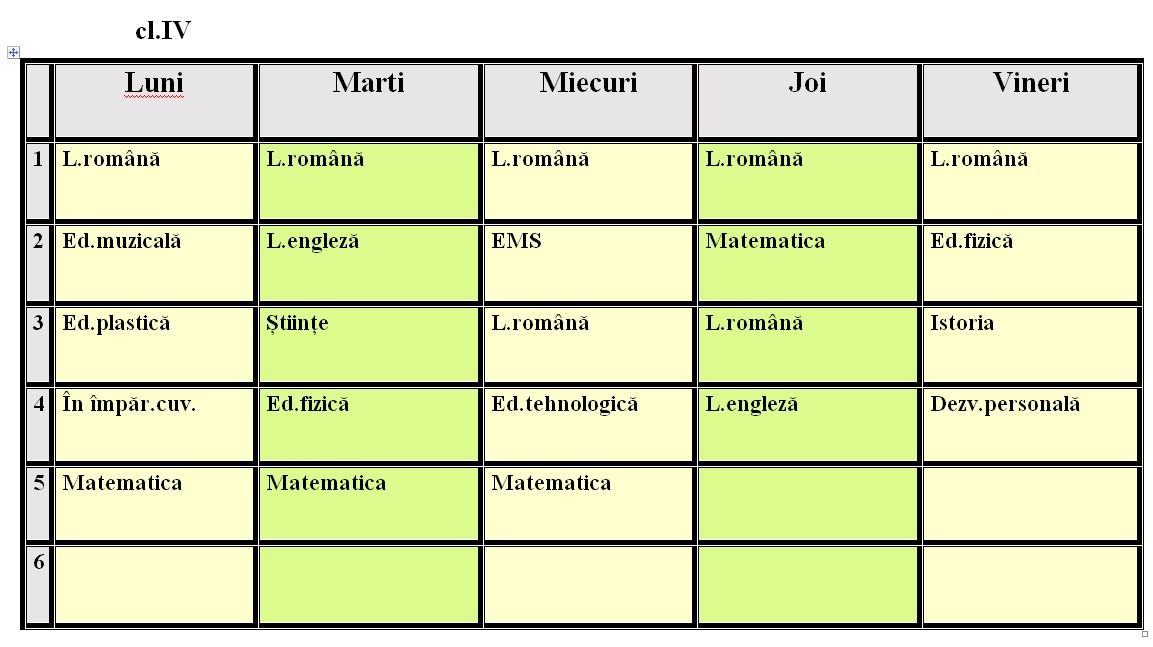 cl.IV
Luni Marti Miecuri Joi Vineri
1 L.română L.română L.română L.română L.română
2 Ed.muzicală L.engleză EMS Matematica Ed.fizică
3 Ed.plastică Științe L.română L.română Istoria
4 În împăr.cuv. Ed.fizică Ed.tehnologică L.engleză Dezv.personală
5 Matematica Matematica Matematica
6